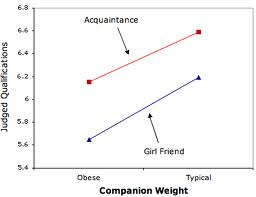 6.8
6.6
6.4
6.2
6
5.8
5.6
5.4
Judged Qualifications
Acquaintance
Girl Friend
Obese Typical
Companion Weight